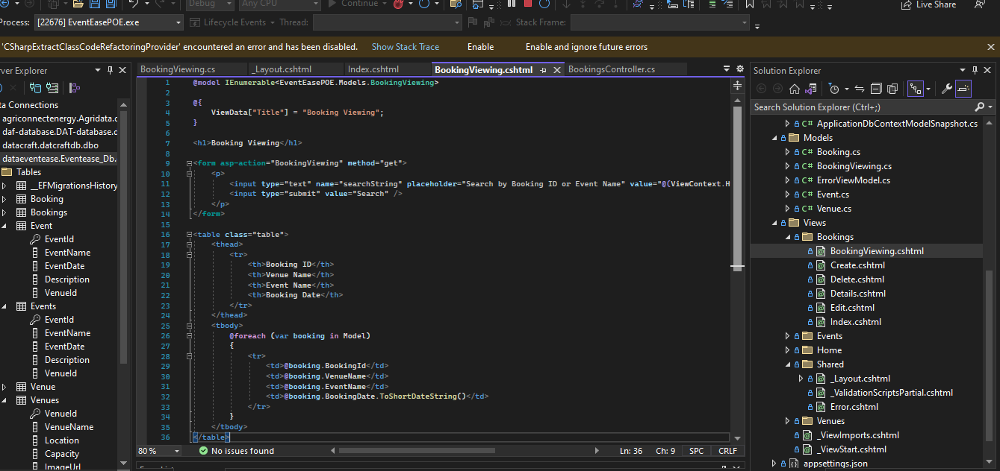 Debug
Any CPU
Continue
Live Share
Process:
[22676] EventEasePOE.exe
Lifecycle Events
Thread:
Stack Frame:
'CSharpExtractClassCodeRefactoringProvider' encountered an error and has been disabled.
Show Stack Trace
Enable
Enable and ignore future errors
ver Explorer
ta Connections
agriconnectenergy.Agridata.d
daf-database.DAT-database.d
datacraft.datcraftdb.dbo
dataeventease.Eventease_Db.
Tables
__EFMigrationsHistory
Booking
Bookings
Event
EventId
EventName
EventDate
Description
VenueId
Events
EventId
EventName
EventDate
Description
VenueId
Venue
Venues
VenueId
VenueName
Location
Capacity
ImageUrl
BookingViewing.cs
_Layout.cshtml
Index.cshtml
BookingViewing.cshtml
BookingsController.cs
1 @model IEnumerable<EventEasePOE.Models.BookingViewing>
2
3 @{
4 ViewData["Title"] = "Booking Viewing";
5 }
6
7 <h1>Booking Viewing</h1>
8
9 <form asp-action="BookingViewing" method="get">
10 <p>
11 <input type="text" name="searchString" placeholder="Search by Booking ID or Event Name" value="@(ViewContext.H
12 <input type="submit" value="Search" />
13 </p>
14 </form>
15
16 <table class="table">
17 <thead>
18 <tr>
19 <th>Booking ID</th>
20 <th>Venue Name</th>
21 <th>Event Name</th>
22 <th>Booking Date</th>
23 </tr>
24 </thead>
25 <tbody>
26 @foreach (var booking in Model)
27 {
28 <tr>
29 <td>@booking.BookingId</td>
30 <td>@booking.VenueName</td>
31 <td>@booking.EventName</td>
32 <td>@booking.BookingDate.ToShortDateString()</td>
33 </tr>
34 }
35 </tbody>
36 </table>
80 %
No issues found
Ln: 36
Ch: 9
SPC
CRLF
Solution Explorer
Search Solution Explorer (Ctrl+;)
C# ApplicationDbContextModelSnapshot.cs
Models
C# Booking.cs
C# BookingViewing.cs
C# ErrorViewModel.cs
C# Event.cs
C# Venue.cs
Views
Bookings
BookingViewing.cshtml
Create.cshtml
Delete.cshtml
Details.cshtml
Edit.cshtml
Index.cshtml
Events
Home
Shared
_Layout.cshtml
_ValidationScriptsPartial.cshtml
Error.cshtml
Venues
_ViewImports.cshtml
_ViewStart.cshtml
appsettings.json